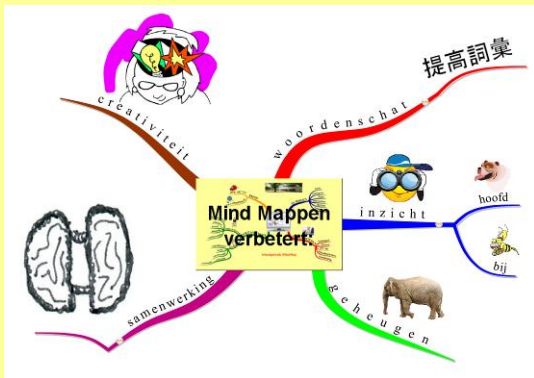 Mind Mappen
verbetert.
creativiteit
woordenschat
提高詞彙
inzicht
hoofd
bij
geheugen
samenwerking